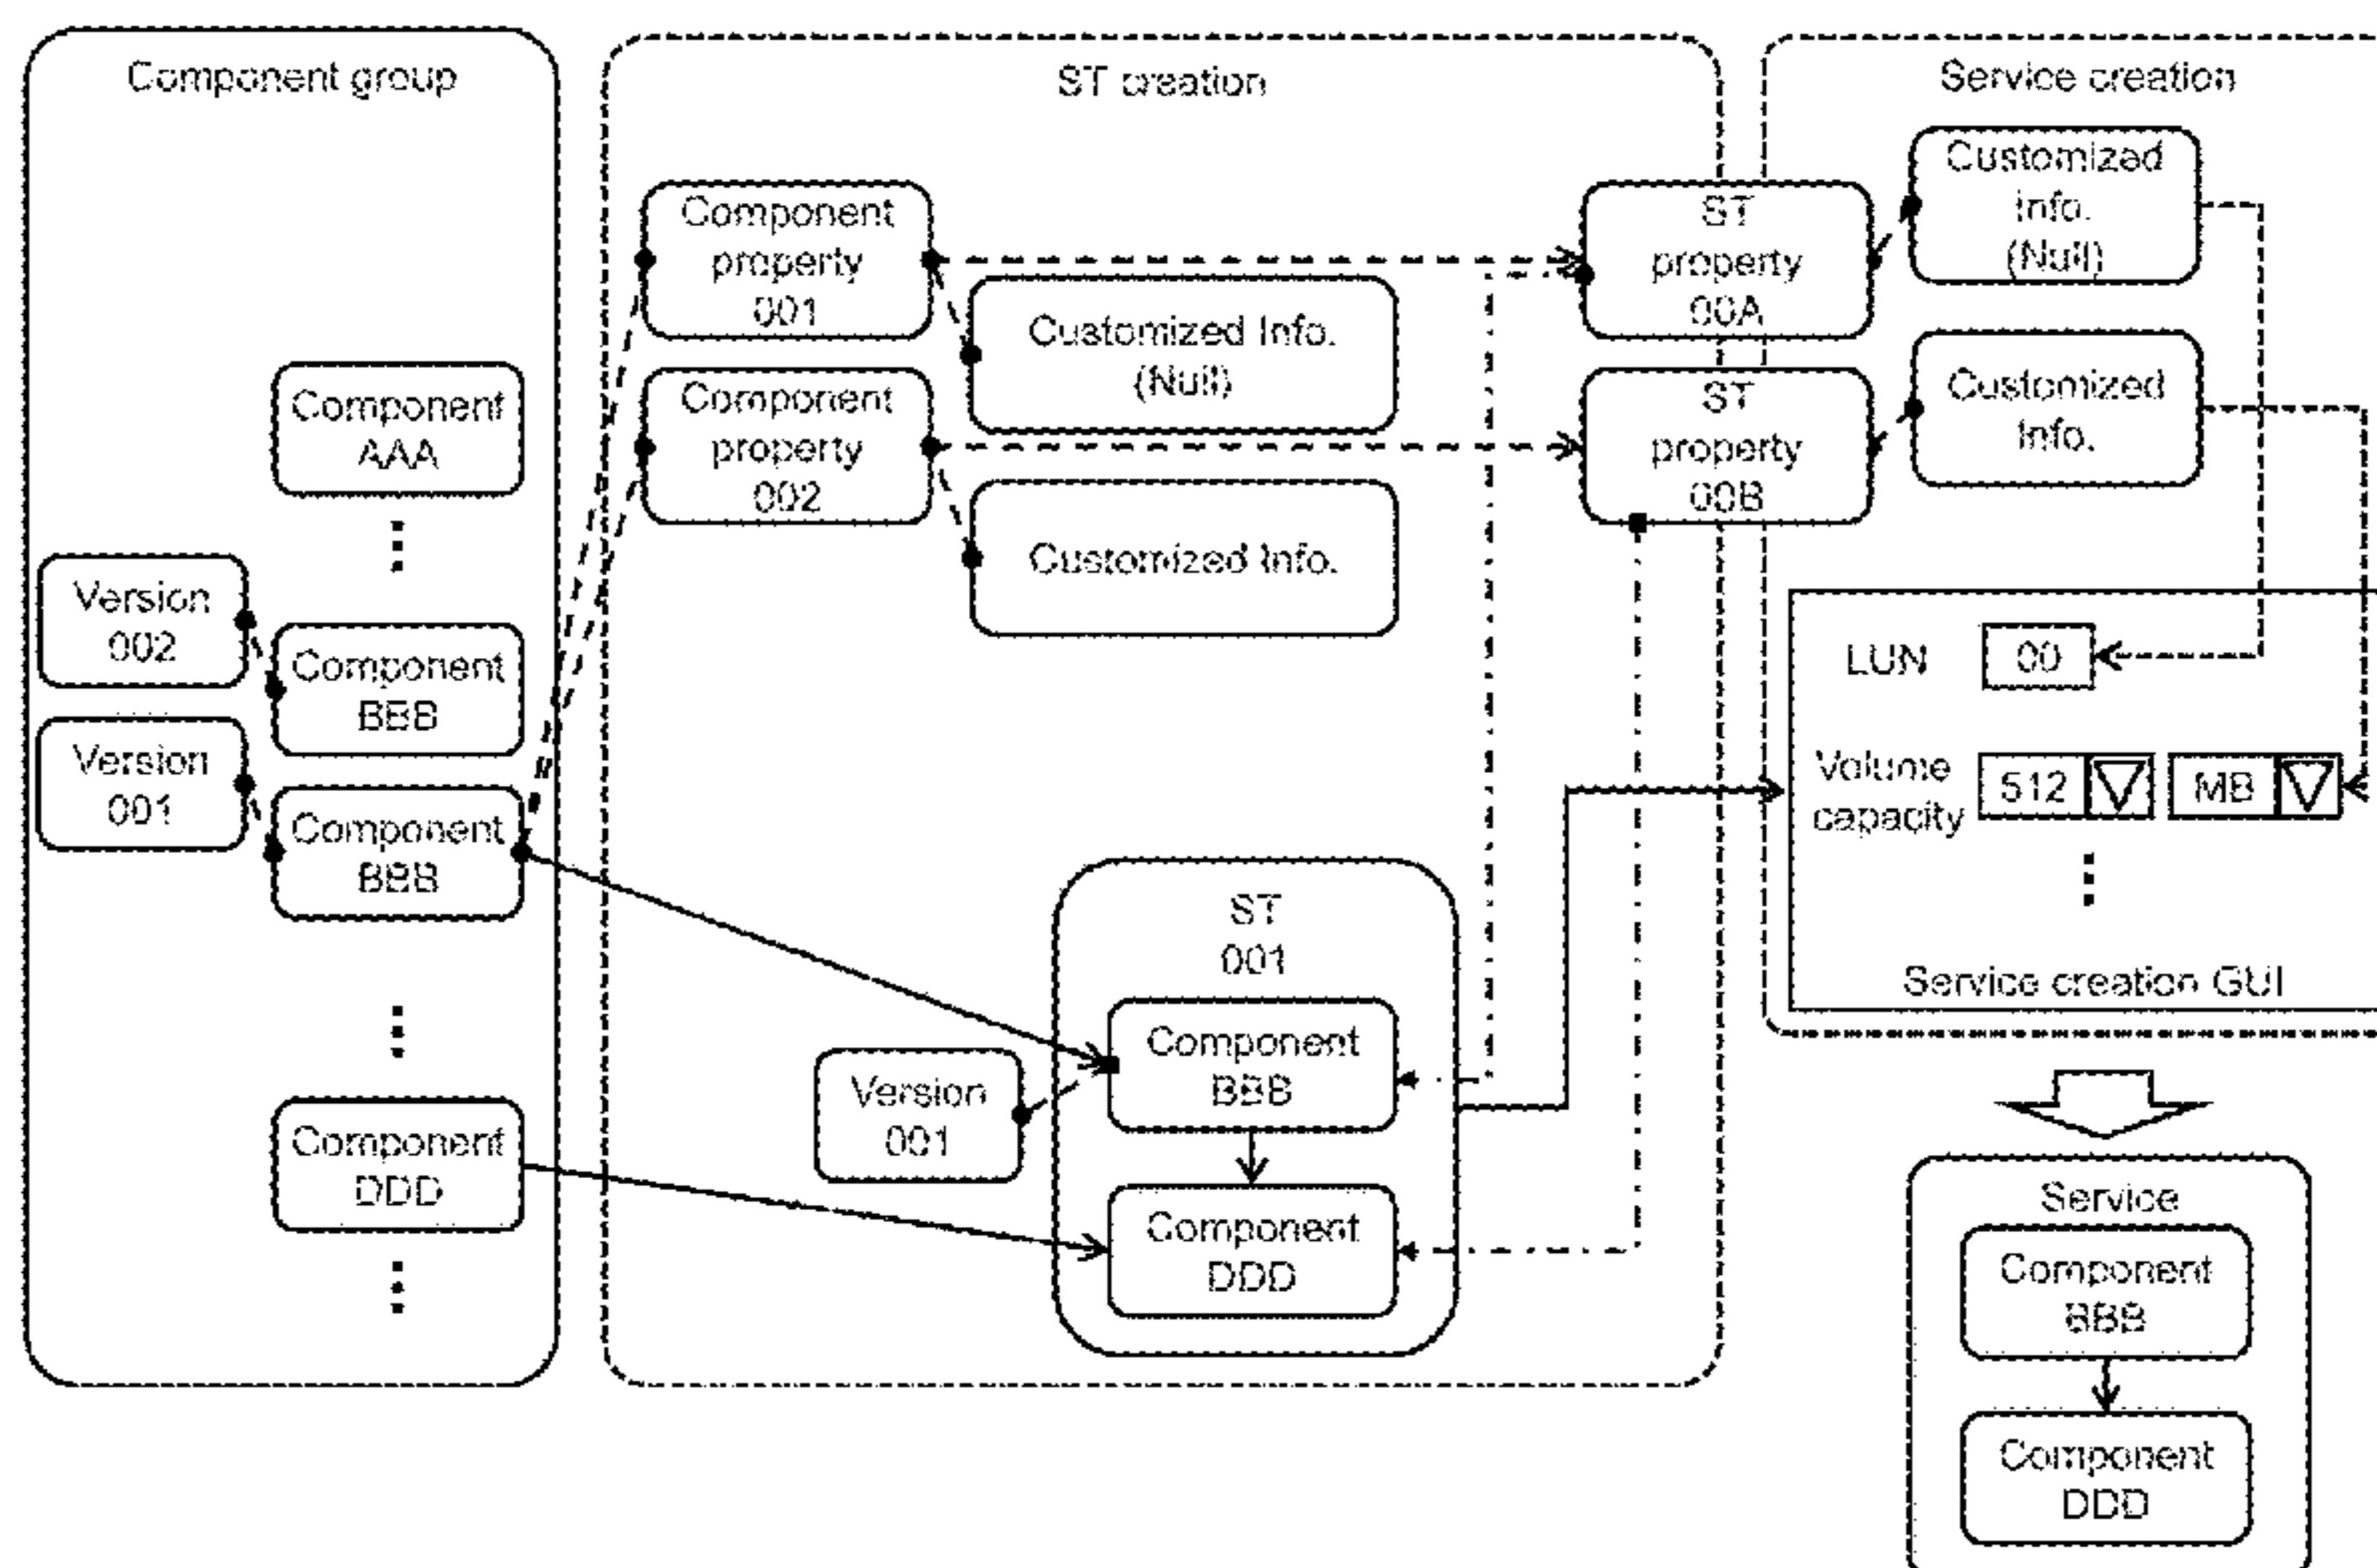 Component group
Component
AAA
Version
002
Component
BBB
Version
001
Component
BBB
Component
DDD
ST creation
Component
property
001
Customized Info.
(Null)
Component
property
002
Customized Info.
ST
property
00A
ST
property
00B
ST
001
Version
001
Component
BBB
Component
DDD
Service creation
Customized
Info.
(Null)
Customized
Info.
LUN
00
Volume
capacity
512
MB
Service creation GUI
Service
Component
BBB
Component
DDD